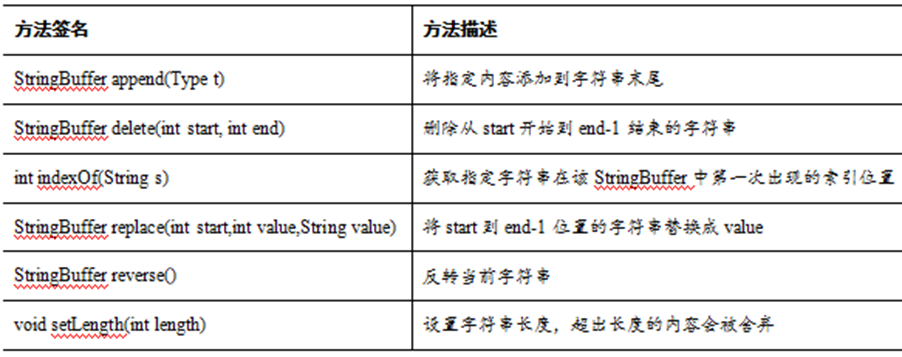 方法签名 方法描述
StringBuffer append(Type t) 将指定内容添加到字符串末尾
StringBuffer delete(int start, int end) 删除从 start 开始到 end-1 结束的字符串
int indexOf(String s) 获取指定字符串在该 StringBuffer 中第一次出现的索引位置
StringBuffer replace(int start,int value,String value) 将 start 到 end-1 位置的字符串替换成 value
StringBuffer reverse() 反转当前字符串
void setLength(int length) 设置字符串长度，超出长度的内容会被舍弃